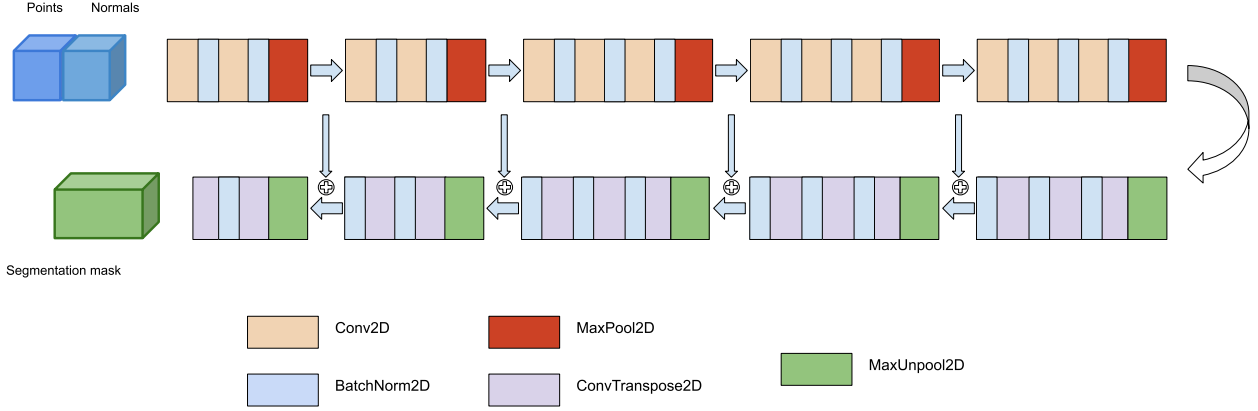 Points
Normals
Segmentation mask
Conv2D
MaxPool2D
MaxUnpool2D
BatchNorm2D
ConvTranspose2D